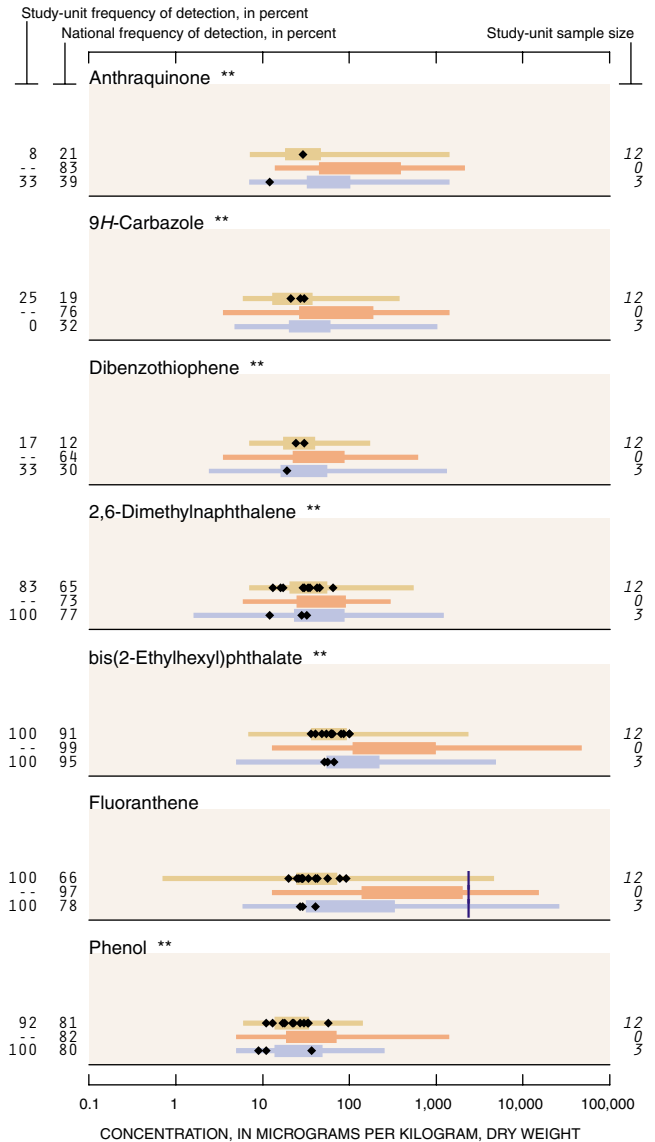 Study-unit frequency of detection, in percent
National frequency of detection, in percent
Study-unit sample size
Anthraquinone **
8 21 12
-- 83 0
33 39 3
9H-Carbazole **
25 19 12
-- 76 0
0 32 3
Dibenzothiophene **
17 12 12
-- 64 0
33 30 3
2,6-Dimethylnaphthalene **
83 65 12
-- 73 0
100 77 3
bis(2-Ethylhexyl)phthalate **
100 91 12
-- 99 0
100 95 3
Fluoranthene
100 66 12
-- 97 0
100 78 3
Phenol **
92 81 12
-- 82 0
100 80 3
0.1 1 10 100 1,000 10,000 100,000
CONCENTRATION, IN MICROGRAMS PER KILOGRAM, DRY WEIGHT